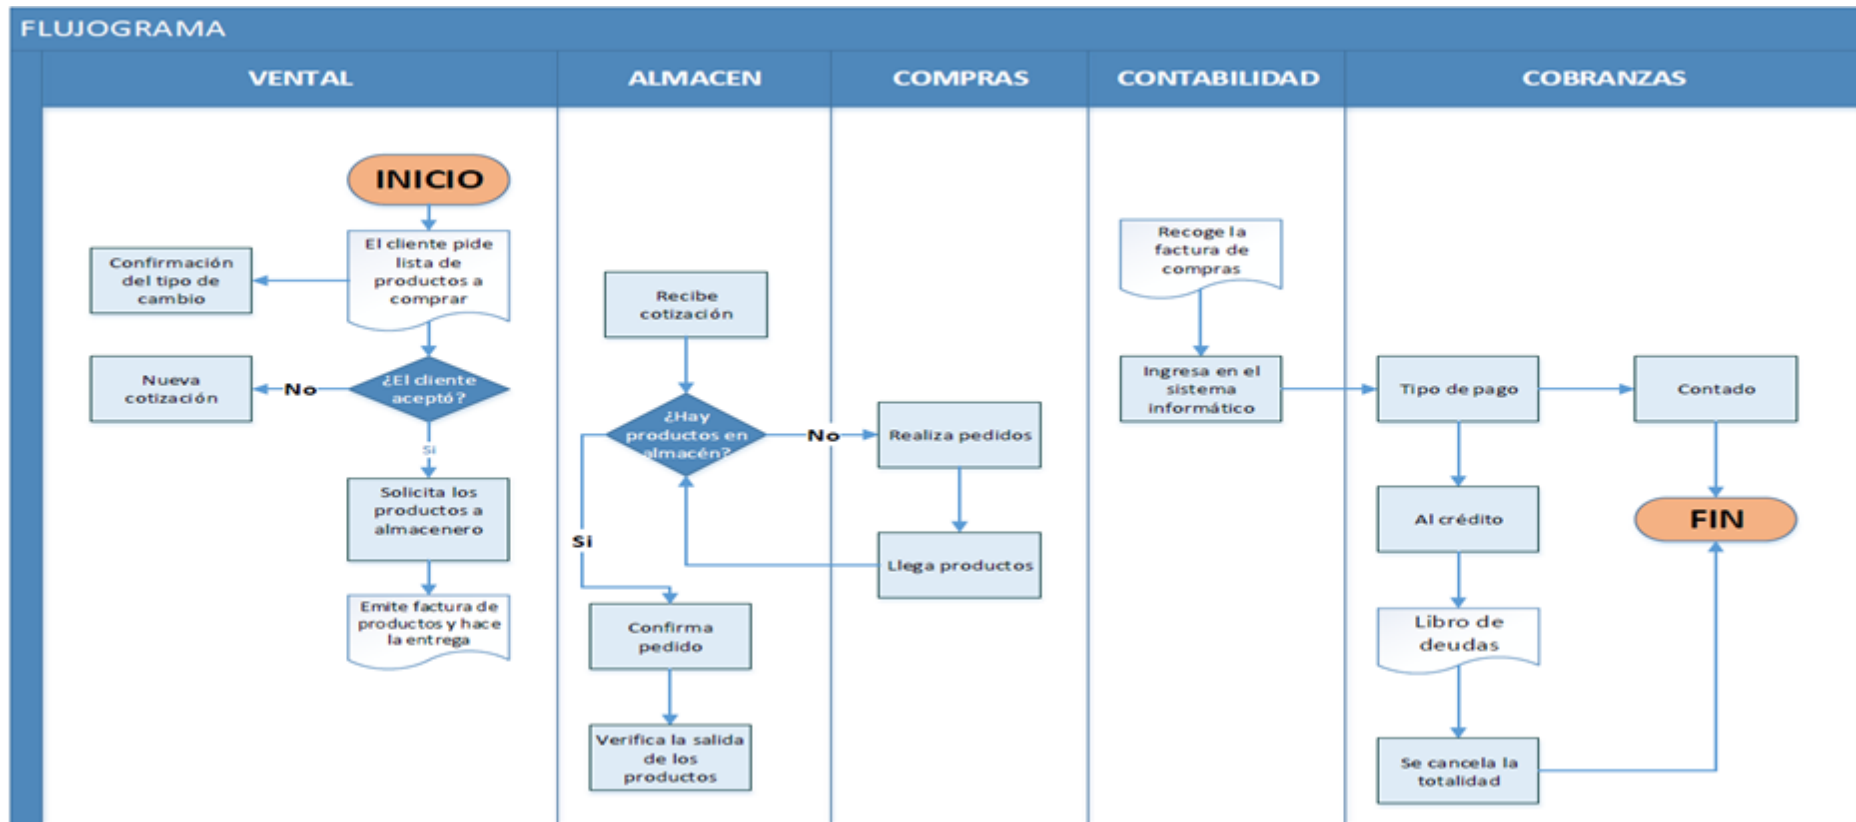 FLUJOGRAMA
VENTAL
ALMACEN
COMPRAS
CONTABILIDAD
COBRANZAS
INICIO
El cliente pide
lista de
productos a
comprar
Confirmación
del tipo de
cambio
¿El cliente
aceptó?
No
Nueva
cotización
Si
Solicita los
productos a
almacenero
Emite factura de
productos y hace
la entrega
Recibe
cotización
¿Hay
productos en
almacén?
No
Si
Confirma
pedido
Verifica la salida
de los
productos
Realiza pedidos
Llega productos
Recoge la
factura de
compras
Ingresa en el
sistema
informático
Tipo de pago
Contado
Al crédito
FIN
Libro de
deudas
Se cancela la
totalidad